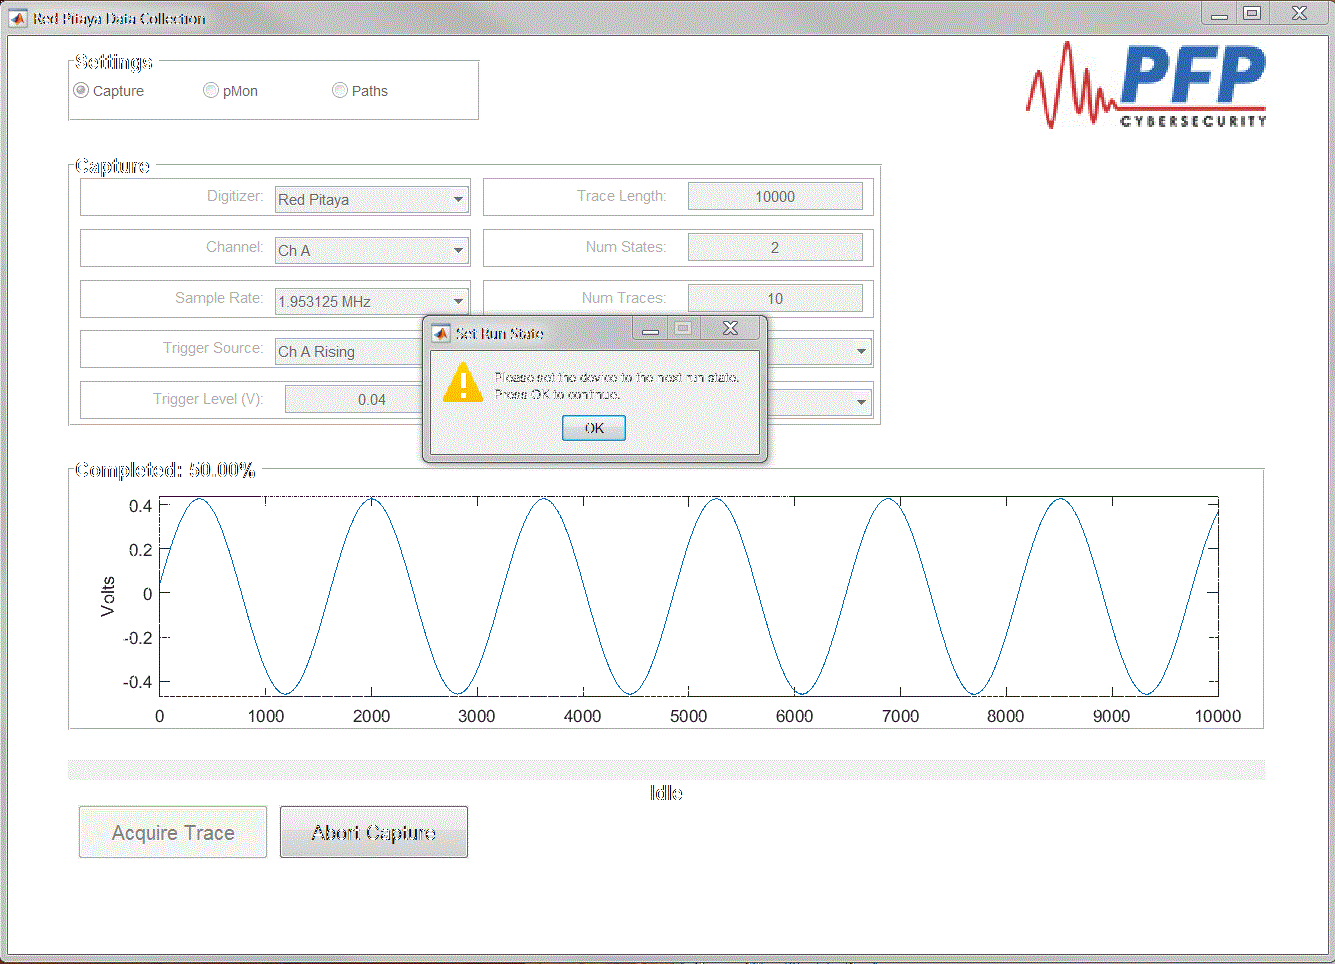 Red Pitaya Data Collection
Settings
Capture pMon Paths
PFP
CYBERSECURITY
Capture
Digitizer: Red Pitaya Trace Length: 10000
Channel: Ch A Num States: 2
Sample Rate: 1.953125 MHz Num Traces: 10
Trigger Source: Ch A Rising
Trigger Level (V): 0.04
Set Run State
Please set the device to the next run state.
Press OK to continue.
OK
Completed: 50.00%
0.4
0.2
0
-0.2
-0.4
Volts
0 1000 2000 3000 4000 5000 6000 7000 8000 9000 10000
Idle
Acquire Trace Abort Capture